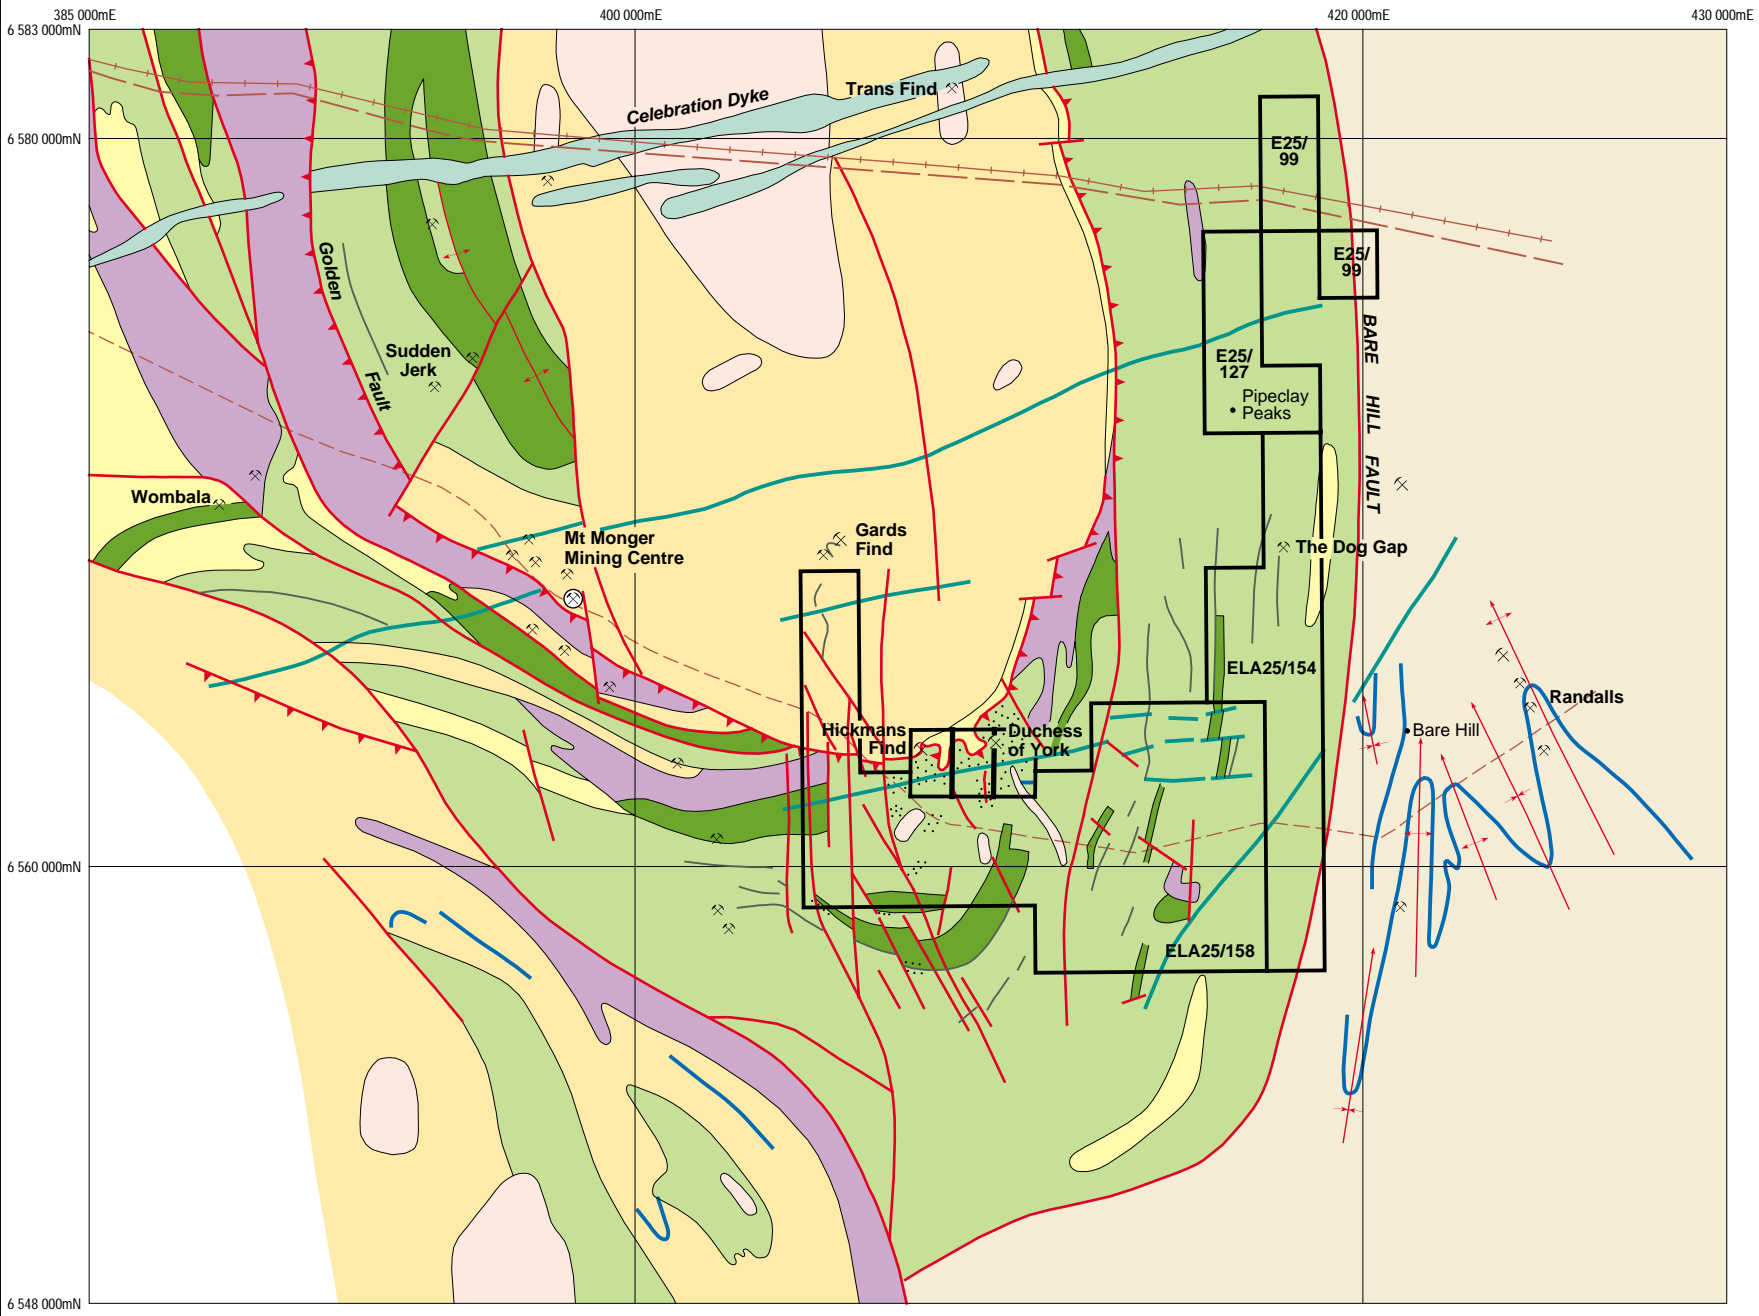 385 000mE
400 000mE
420 000mE
430 000mE
6 583 000mN
Trans Find
Celebration Dyke
6 580 000mN
E25/
99
E25/
99
Golden
Fault
BARE HILL FAULT
Sudden
Jerk
E25/
127
Pipeclay
Peaks
Wombala
Mt Monger
Mining Centre
Gards
Find
The Dog Gap
ELA25/154
Randalls
Hickmans
Find
Duchess
of York
Bare Hill
6 560 000mN
ELA25/158
6 548 000mN